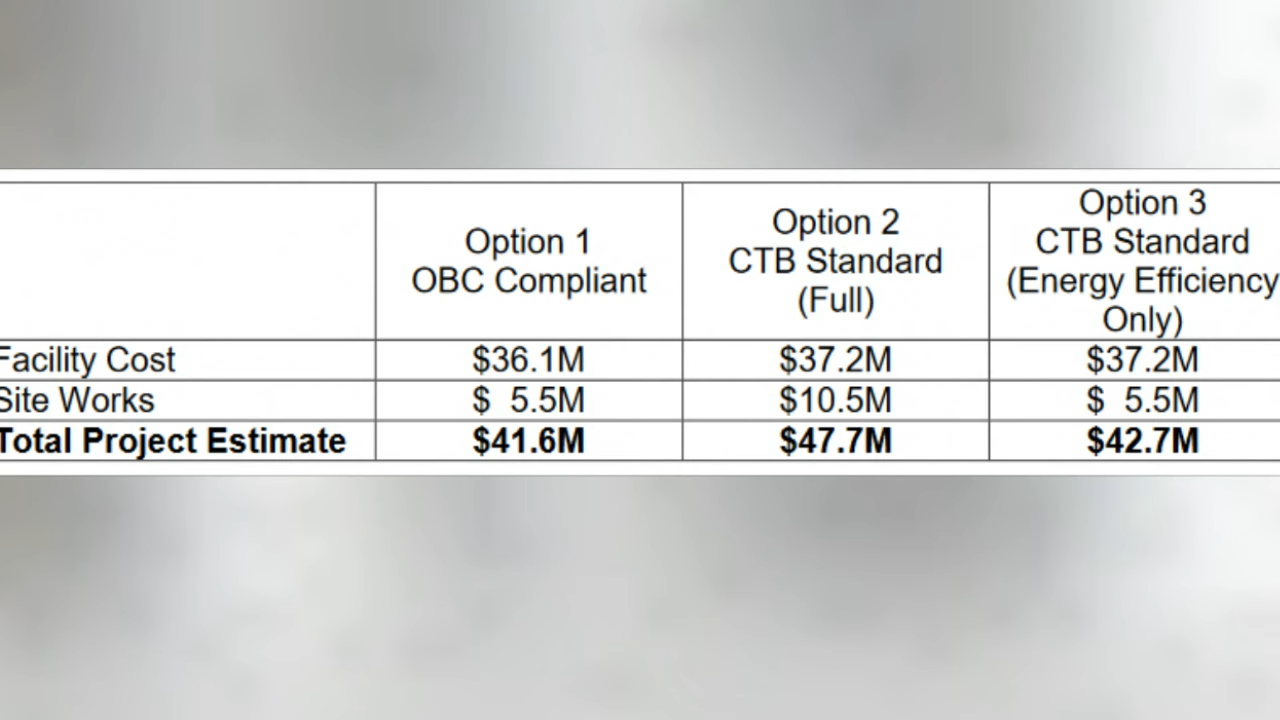 Option 1
OBC Compliant
Option 2
CTB Standard
(Full)
Option 3
CTB Standard
(Energy Efficiency
Only)
Facility Cost $36.1M $37.2M $37.2M
Site Works $ 5.5M $10.5M $ 5.5M
Total Project Estimate $41.6M $47.7M $42.7M